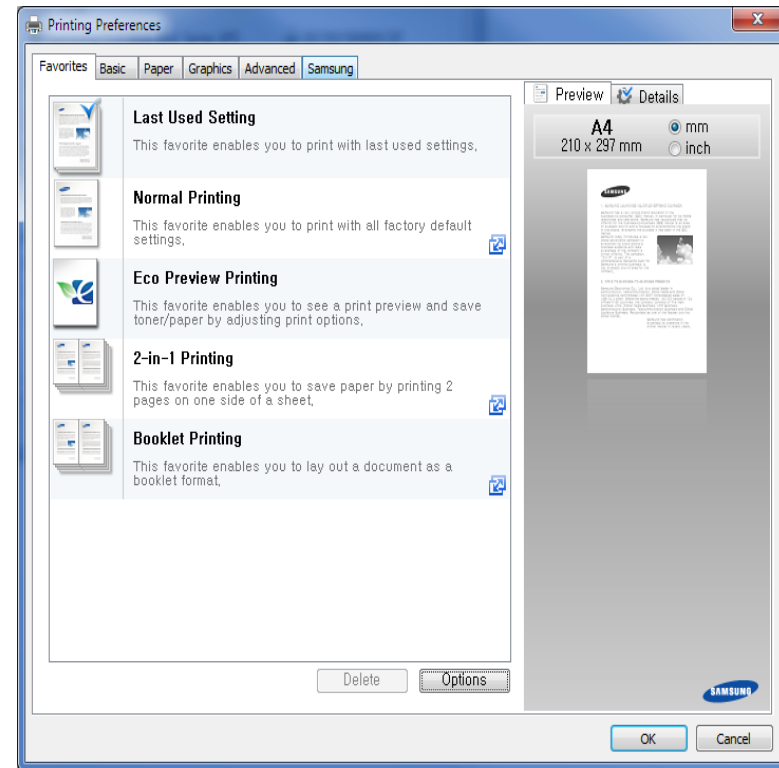 Printing Preferences
Favorites Basic Paper Graphics Advanced Samsung
Last Used Setting
This favorite enables you to print with last used settings,
Normal Printing
This favorite enables you to print with all factory default
settings,
Eco Preview Printing
This favorite enables you to see a print preview and save
toner/paper by adjusting print options,
2-in-1 Printing
This favorite enables you to save paper by printing 2
pages on one side of a sheet,
Booklet Printing
This favorite enables you to lay out a document as a
booklet format,
Delete Options
Preview Details
A4
210 x 297 mm
mm
inch
SAMSUNG
SAMSUNG
OK Cancel